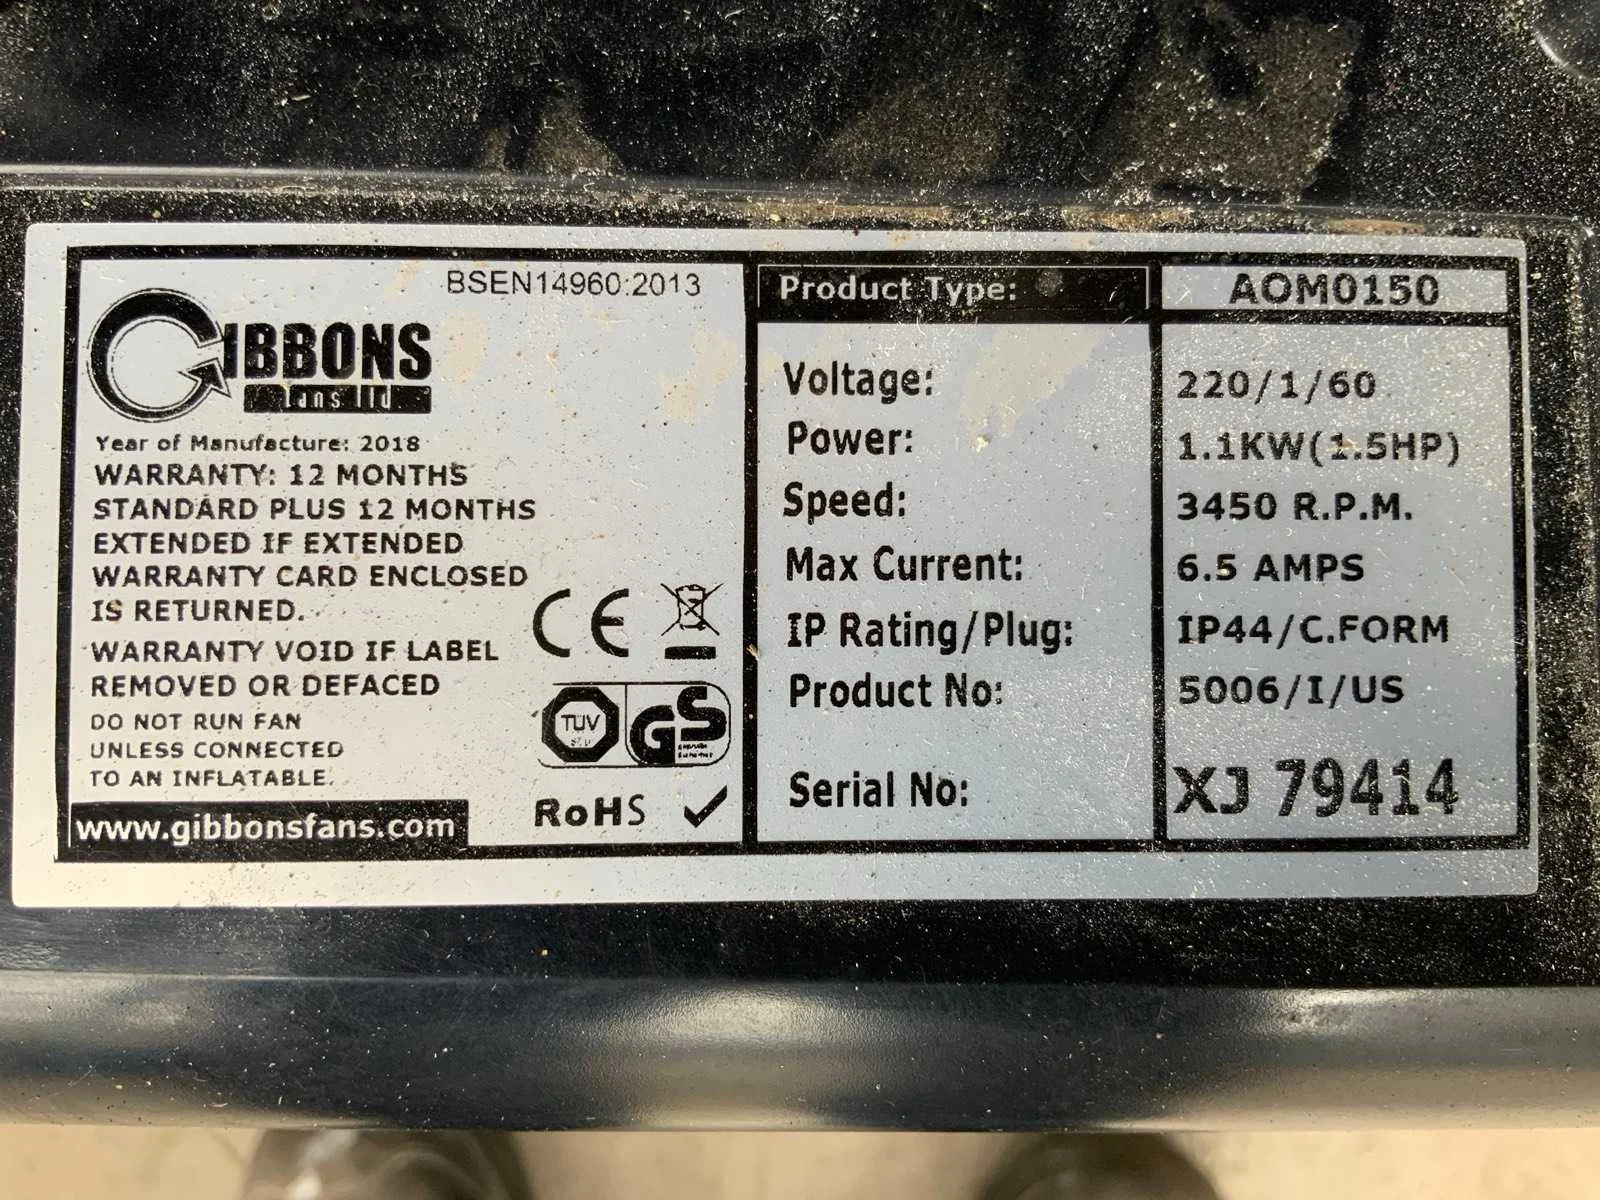 BSEN14960:2013
GIBBONS
fans ltd
Year of Manufacture: 2018
WARRANTY: 12 MONTHS
STANDARD PLUS 12 MONTHS
EXTENDED IF EXTENDED
WARRANTY CARD ENCLOSED
IS RETURNED.
WARRANTY VOID IF LABEL
REMOVED OR DEFACED
DO NOT RUN FAN
UNLESS CONNECTED
TO AN INFLATABLE.
www.gibbonsfans.com
CE
TUV
GS
RoHS ✓
Product Type: AOM0150
Voltage: 220/1/60
Power: 1.1KW(1.5HP)
Speed: 3450 R.P.M.
Max Current: 6.5 AMPS
IP Rating/Plug: IP44/C.FORM
Product No: 5006/I/US
Serial No: XJ 79414